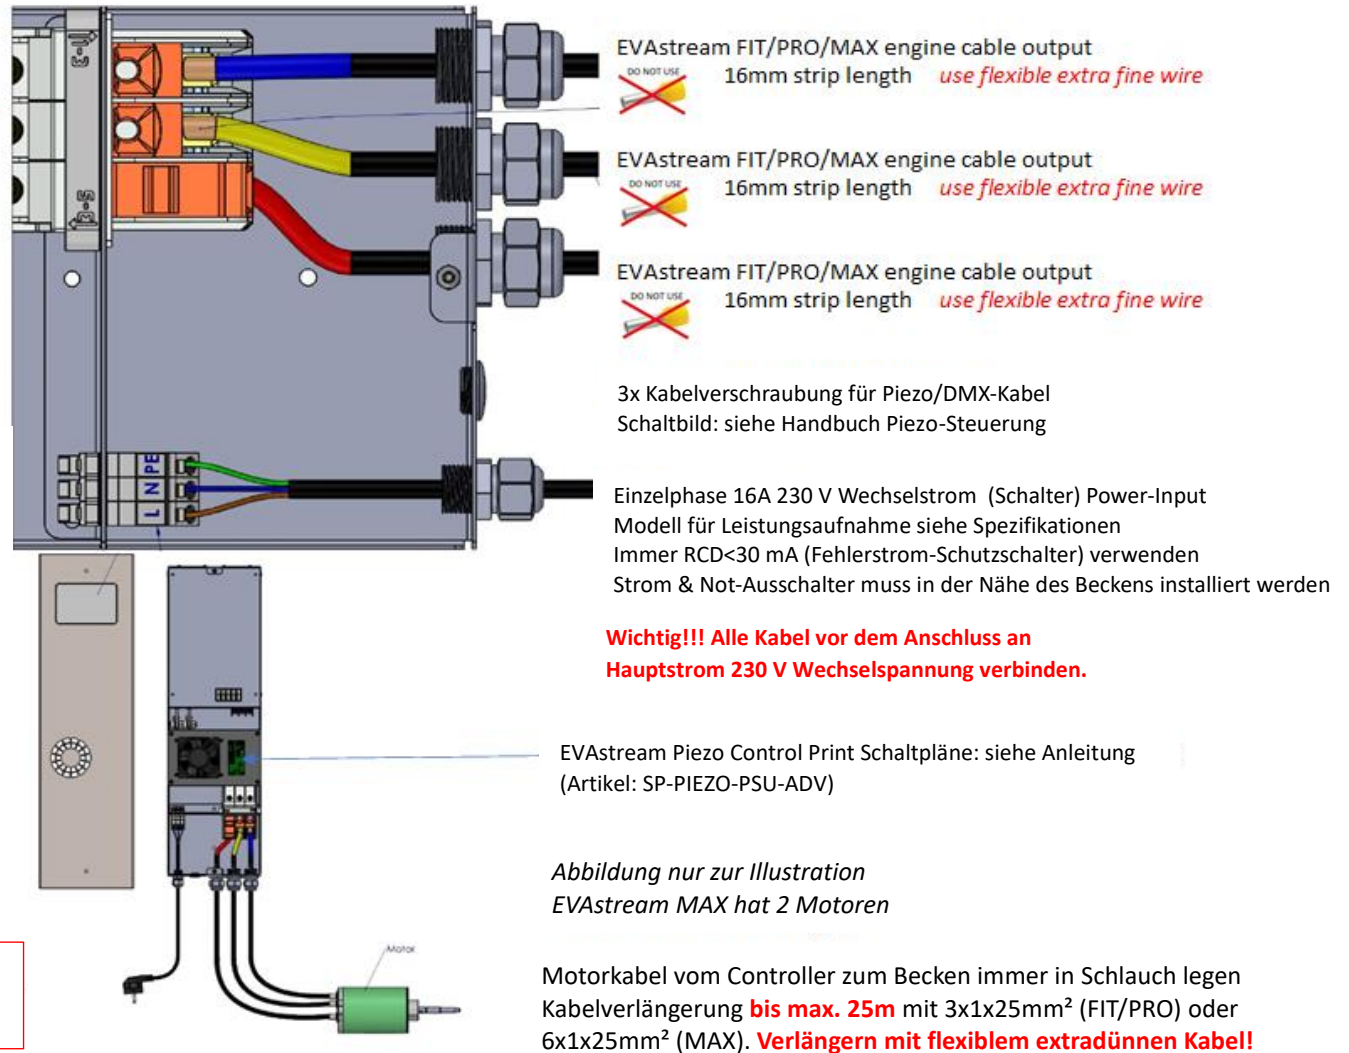 EVAstream FIT/PRO/MAX engine cable output
DO NOT USE
16mm strip length use flexible extra fine wire
EVAstream FIT/PRO/MAX engine cable output
DO NOT USE
16mm strip length use flexible extra fine wire
EVAstream FIT/PRO/MAX engine cable output
DO NOT USE
16mm strip length use flexible extra fine wire
3x Kabelverschraubung für Piezo/DMX-Kabel
Schaltbild: siehe Handbuch Piezo-Steuerung
PE
N
L
Einzelphase 16A 230 V Wechselstrom (Schalter) Power-Input
Modell für Leistungsaufnahme siehe Spezifikationen
Immer RCD<30 mA (Fehlerstrom-Schutzschalter) verwenden
Strom & Not-Ausschalter muss in der Nähe des Beckens installiert werden
Wichtig!!! Alle Kabel vor dem Anschluss an
Hauptstrom 230 V Wechselspannung verbinden.
EVAstream Piezo Control Print Schaltpläne: siehe Anleitung
(Artikel: SP-PIEZO-PSU-ADV)
Abbildung nur zur Illustration
EVAstream MAX hat 2 Motoren
Motor
Motorkabel vom Controller zum Becken immer in Schlauch legen
Kabelverlängerung bis max. 25m mit 3x1x25mm² (FIT/PRO) oder
6x1x25mm² (MAX). Verlängern mit flexiblem extradünnen Kabel!